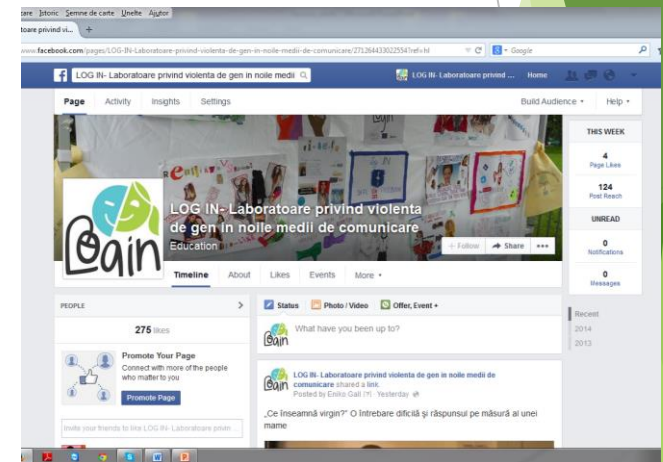 zare Istoric Semne de carte Unelte Ajutor
toare privind vi... +
www.facebook.com/pages/LOG-IN-Laboratoare-privind-violenta-de-gen-in-noile-medii-de-comunicare/271264433022554?ref=hl
Google
LOG IN- Laboratoare privind violenta de gen in noile medii
LOG IN- Laboratoare privind ... Home
Page Activity Insights Settings Build Audience Help
THIS WEEK
4
Page Likes
124
Post Reach
UNREAD
0
Notifications
0
Messages
Recent
2014
2013
LOG IN- Laboratoare privind violenta
de gen in noile medii de comunicare
Education
+ Follow Share
Login
Timeline About Likes Events More
PEOPLE
275 likes
Promote Your Page
Connect with more of the people
who matter to you
Promote Page
Invite your friends to like LOG IN- Laboratoare privin...
Status Photo / Video Offer, Event +
What have you been up to?
LOG IN- Laboratoare privind violenta de gen in noile medii de
comunicare shared a link.
Posted by Eniko Gall [?] · Yesterday
„Ce înseamnă virgin?” O întrebare dificilă şi răspunsul pe măsură al unei
mame